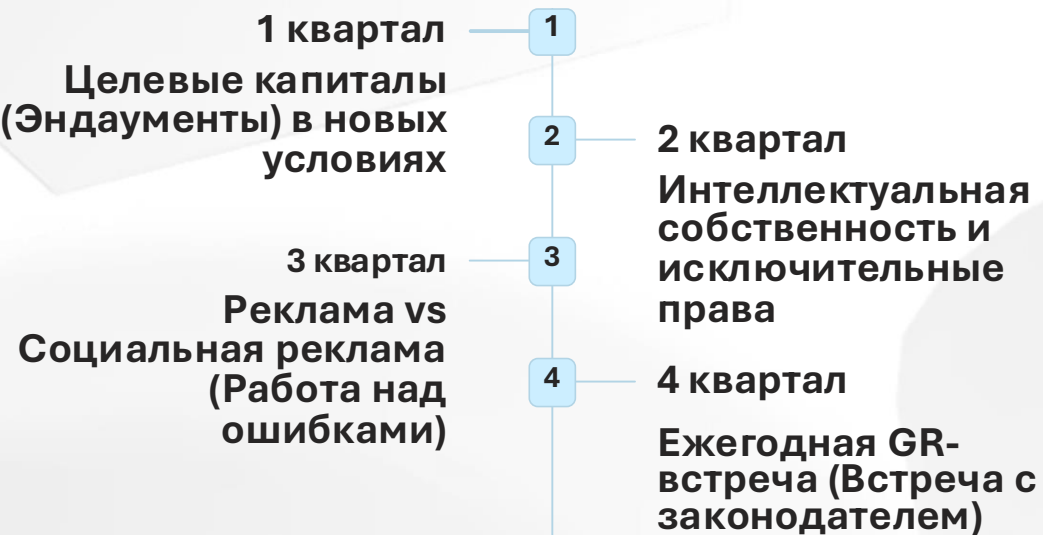 1 квартал
1
Целевые капиталы
(Эндаументы) в новых
условиях
2
2 квартал
Интеллектуальная
собственность и
исключительные
права
3 квартал
3
Реклама vs
Социальная реклама
(Работа над
ошибками)
4
4 квартал
Ежегодная GR-
встреча (Встреча с
законодателем)